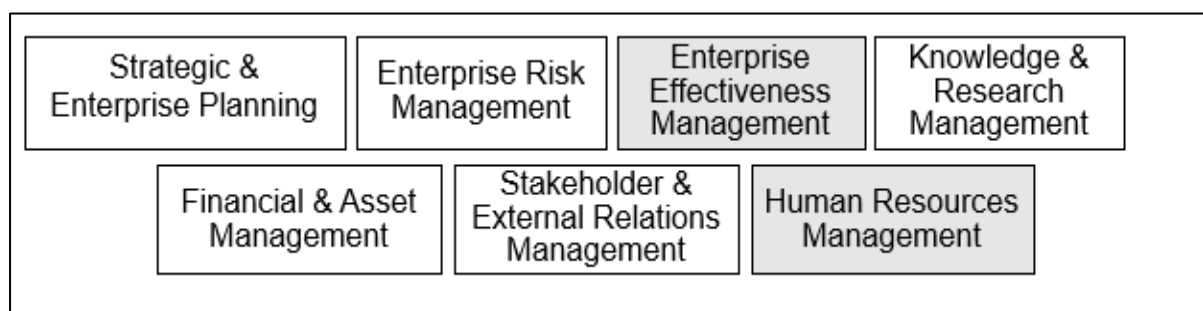 Strategic &
Enterprise Planning
Enterprise Risk
Management
Enterprise
Effectiveness
Management
Knowledge &
Research
Management
Financial & Asset
Management
Stakeholder &
External Relations
Management
Human Resources
Management